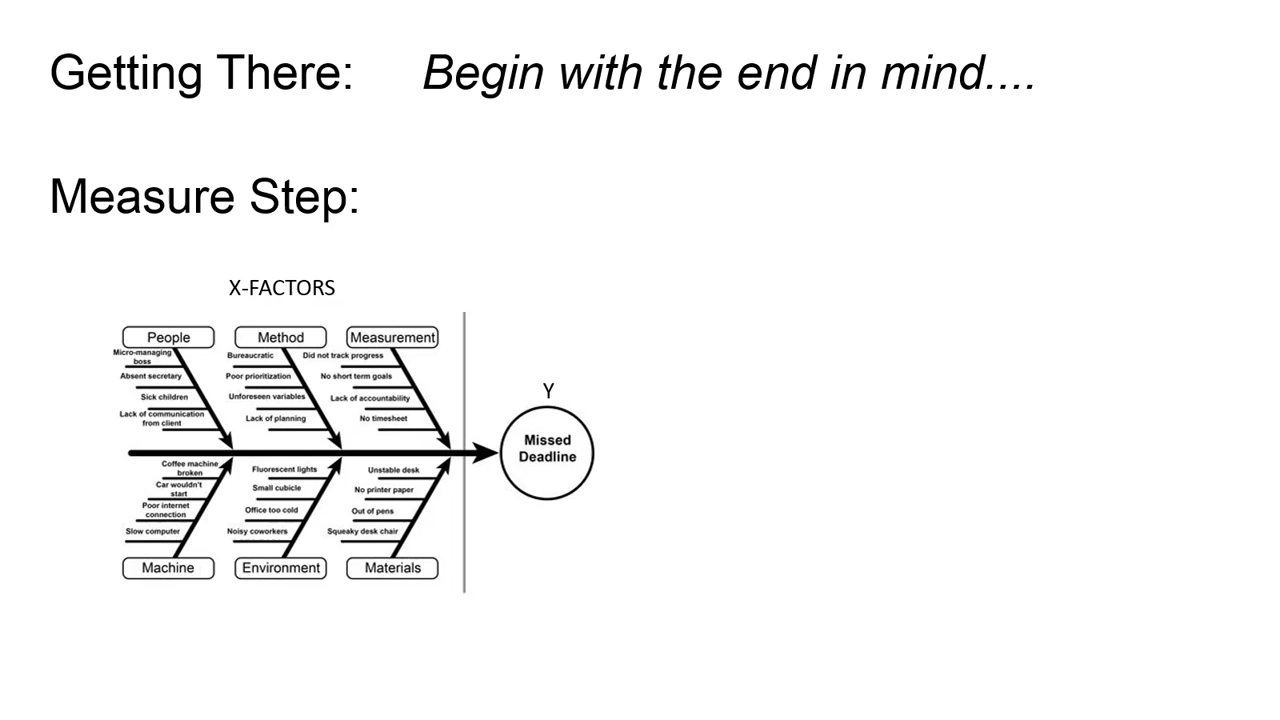 Getting There: Begin with the end in mind....
Measure Step:
X-FACTORS
People
Micro-managing
boss
Absent secretary
Sick children
Lack of communication
from client
Method
Bureaucratic
Poor prioritization
Unforeseen variables
Lack of planning
Measurement
Did not track progress
No short term goals
Lack of accountability
No timesheet
Y
Missed
Deadline
Coffee machine
broken
Car wouldn't
start
Poor internet
connection
Slow computer
Machine
Fluorescent lights
Small cubicle
Office too cold
Noisy coworkers
Environment
Unstable desk
No printer paper
Out of pens
Squeaky desk chair
Materials